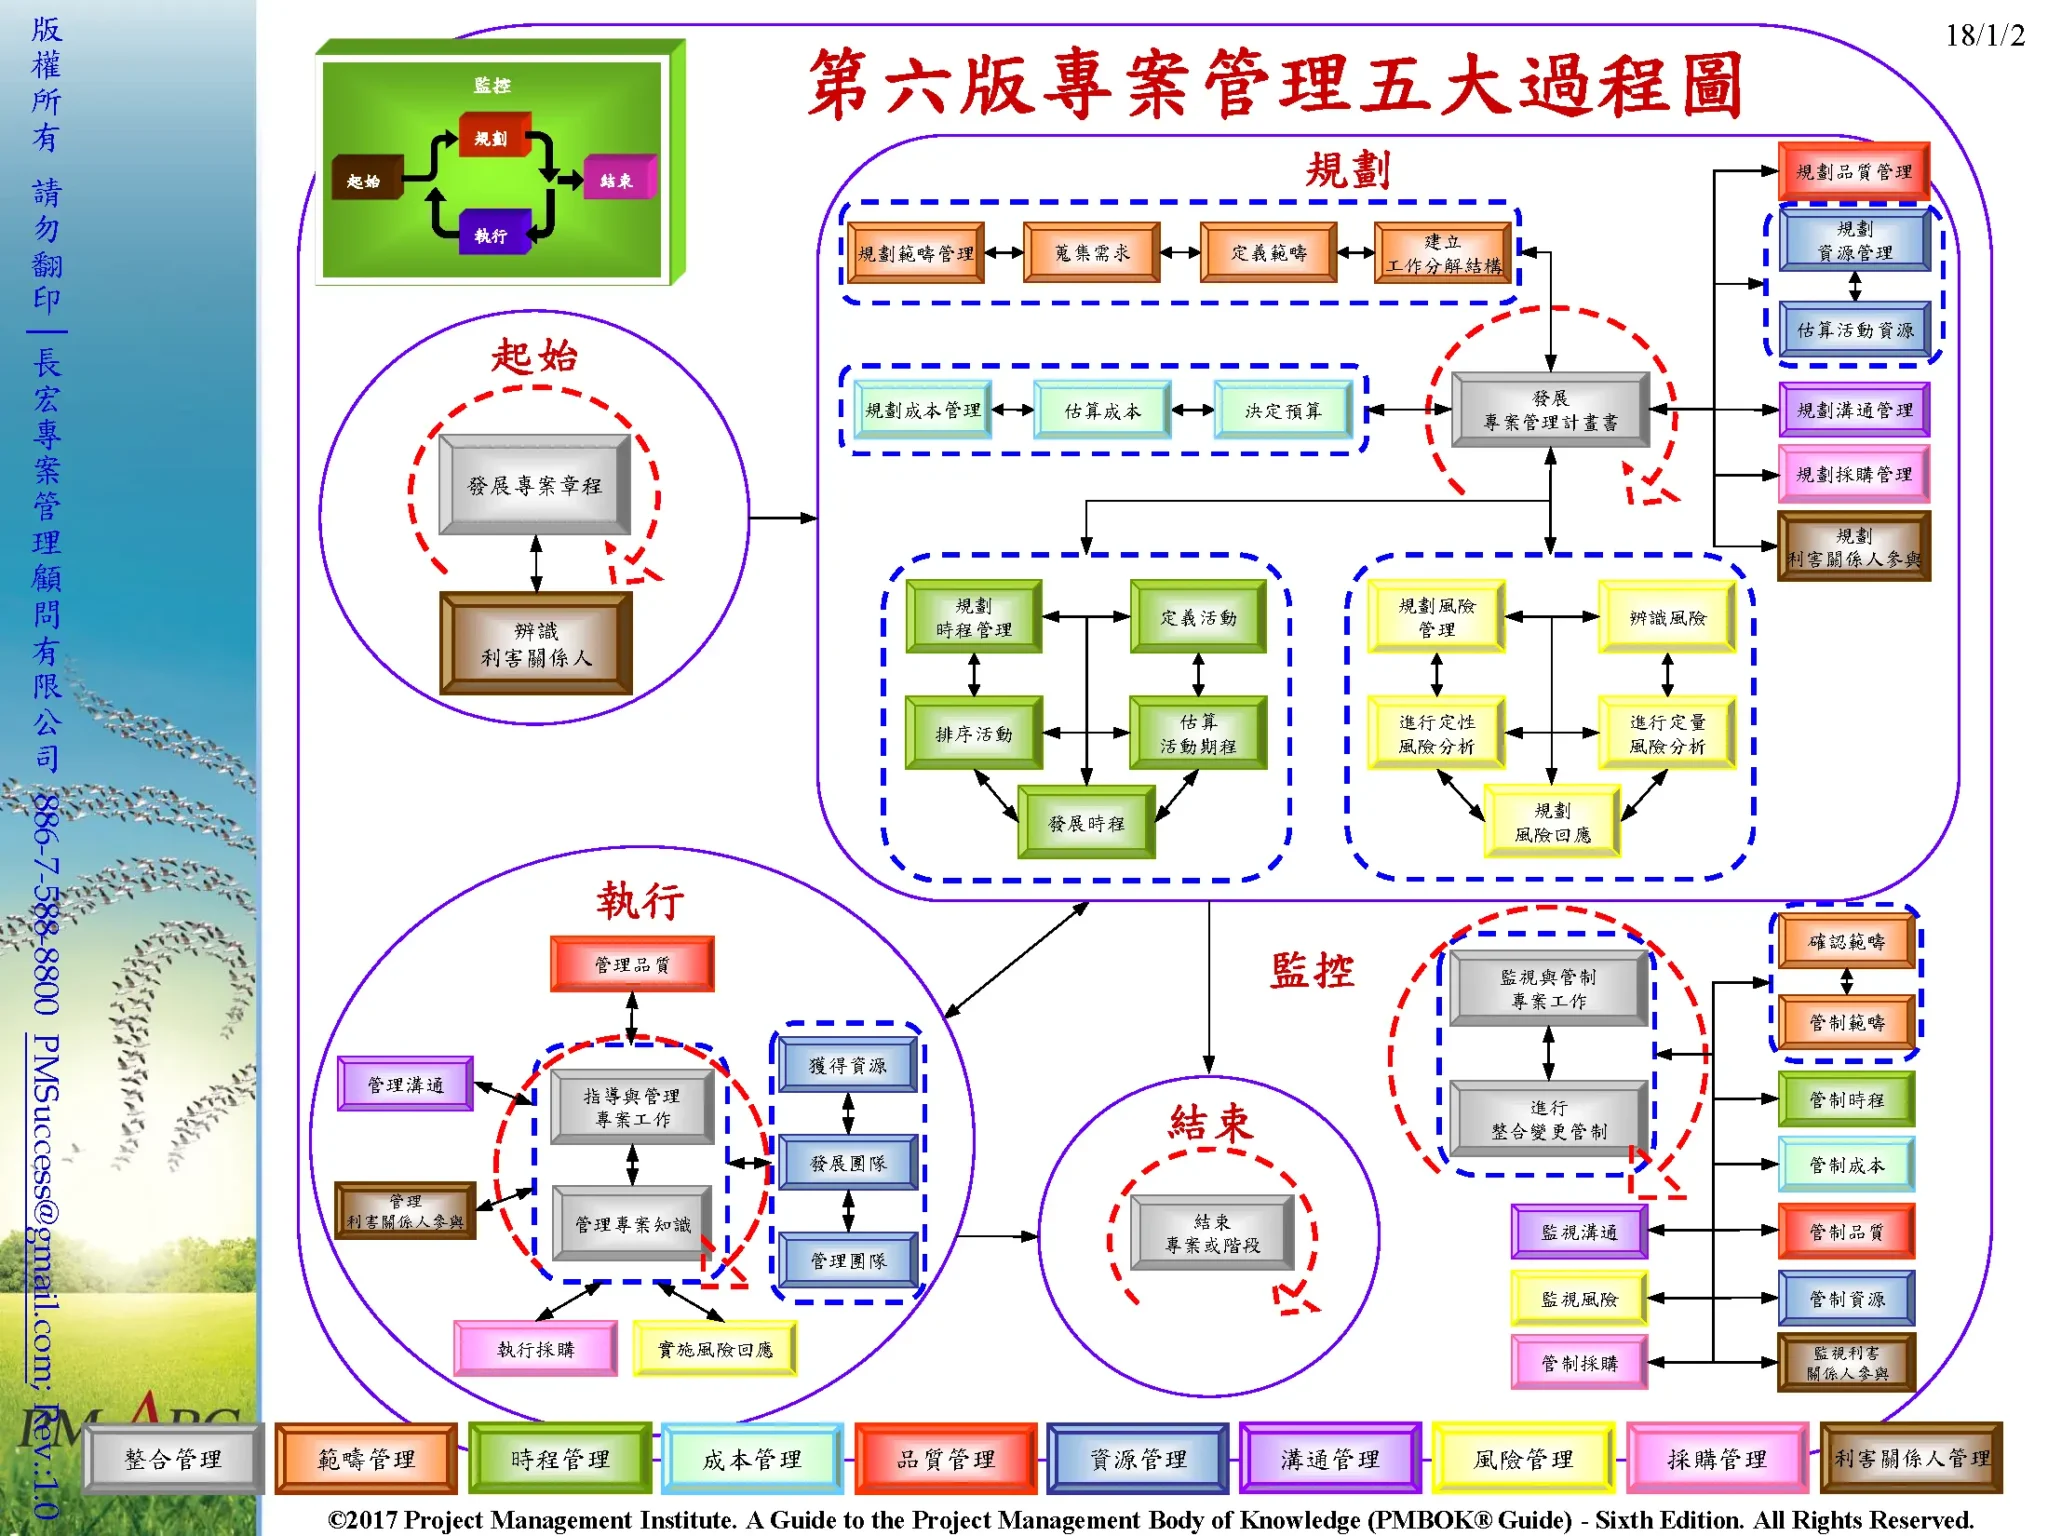 版權所有 請勿翻印 | 長宏專案管理顧問有限公司 886-7-588-8800 PMSuccess@gmail.com; Rev.:1.0
18/1/2
第六版專案管理五大過程圖
監控
規劃
起始
結束
執行
規劃
規劃範疇管理
蒐集需求
定義範疇
建立
工作分解結構
規劃品質管理
規劃
資源管理
估算活動資源
規劃成本管理
估算成本
決定預算
發展
專案管理計畫書
規劃溝通管理
規劃採購管理
規劃
利害關係人參與
起始
發展專案章程
辨識
利害關係人
規劃
時程管理
定義活動
排序活動
估算
活動期程
發展時程
規劃風險
管理
辨識風險
進行定性
風險分析
進行定量
風險分析
規劃
風險回應
執行
管理品質
管理溝通
指導與管理
專案工作
管理
利害關係人參與
管理專案知識
獲得資源
發展團隊
管理團隊
執行採購
實施風險回應
結束
結束
專案或階段
監控
監視與管制
專案工作
進行
整合變更管制
確認範疇
管制範疇
管制時程
管制成本
監視溝通
管制品質
監視風險
管制資源
管制採購
監視利害
關係人參與
整合管理
範疇管理
時程管理
成本管理
品質管理
資源管理
溝通管理
風險管理
採購管理
利害關係人管理
©2017 Project Management Institute. A Guide to the Project Management Body of Knowledge (PMBOK® Guide) - Sixth Edition. All Rights Reserved.